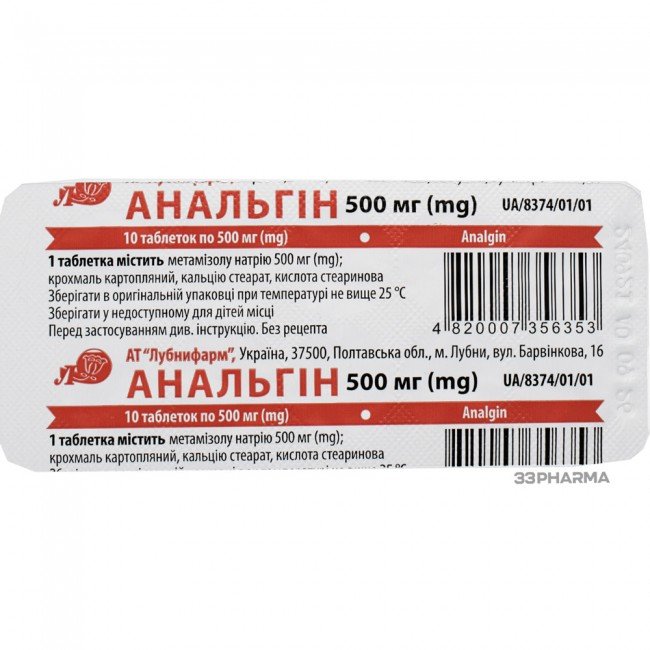 АНАЛЬГІН 500 мг (mg) UA/8374/01/01
10 таблеток по 500 мг (mg) • Analgin
1 таблетка містить метамізолу натрію 500 мг (mg);
крохмаль картопляний, кальцію стеарат, кислота стеаринова
Зберігати в оригінальній упаковці при температурі не вище 25 °С
Зберігати у недоступному для дітей місці
Перед застосуванням див. інструкцію. Без рецепта
4 820007 356353
АТ "Лубнифарм", Україна, 37500, Полтавська обл., м. Лубни, вул. Барвінкова, 16
АНАЛЬГІН 500 мг (mg) UA/8374/01/01
10 таблеток по 500 мг (mg) • Analgin
1 таблетка містить метамізолу натрію 500 мг (mg);
крохмаль картопляний, кальцію стеарат, кислота стеаринова
33PHARMA